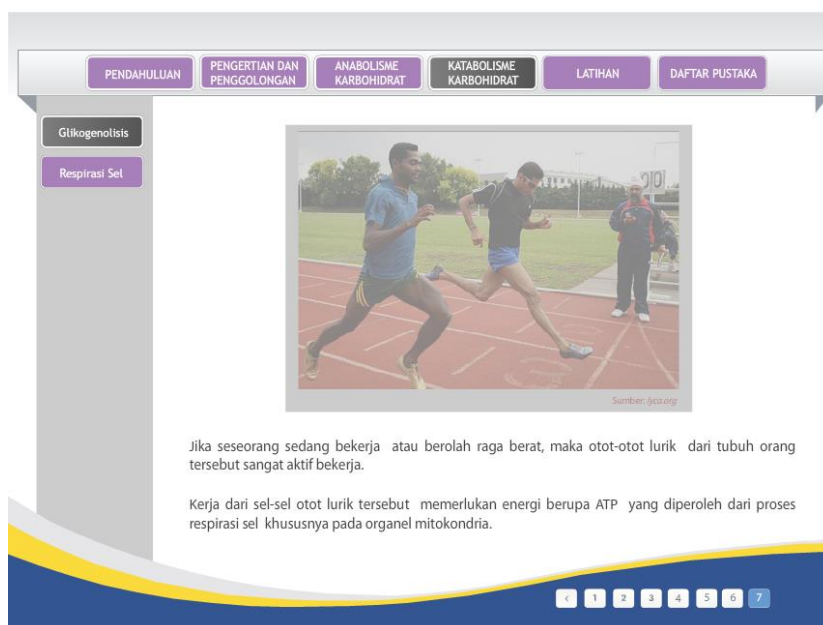 PENDAHULUAN
PENGERTIAN DAN
PENGGOLONGAN
ANABOLISME
KARBOHIDRAT
KATABOLISME
KARBOHIDRAT
LATIHAN
DAFTAR PUSTAKA
Glikogenolisis
Respirasi Sel
Sumber: lyca.org
Jika seseorang sedang bekerja atau berolah raga berat, maka otot-otot lurik dari tubuh orang
tersebut sangat aktif bekerja.
Kerja dari sel-sel otot lurik tersebut memerlukan energi berupa ATP yang diperoleh dari proses
respirasi sel khususnya pada organel mitokondria.
< 1 2 3 4 5 6 7